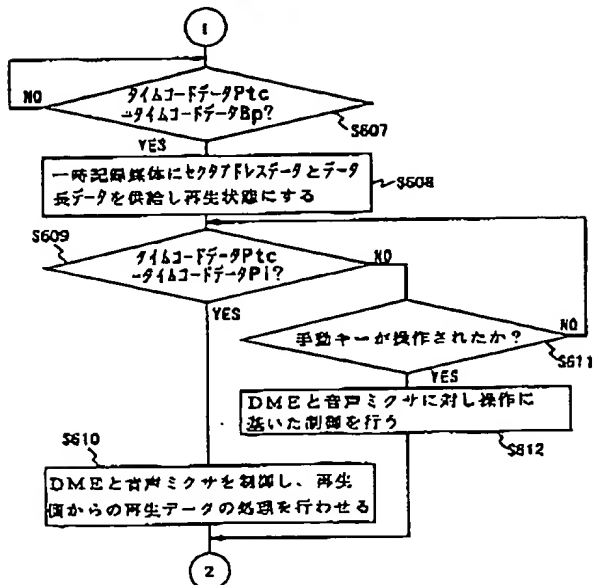 1
タイムコードデータPtc
=タイムコードデータBp?
NO
S607
YES
一時記録媒体にセクタアドレスデータとデータ
長データを供給し再生状態にする
S608
S609
タイムコードデータPtc
=タイムコードデータPi?
NO
YES
手動キーが操作されたか?
NO
S611
YES
DMEと音声ミクサに対し操作に
基いた制御を行う
S612
S610
DMEと音声ミクサを制御し、再生
側からの再生データの処理を行わせる
2